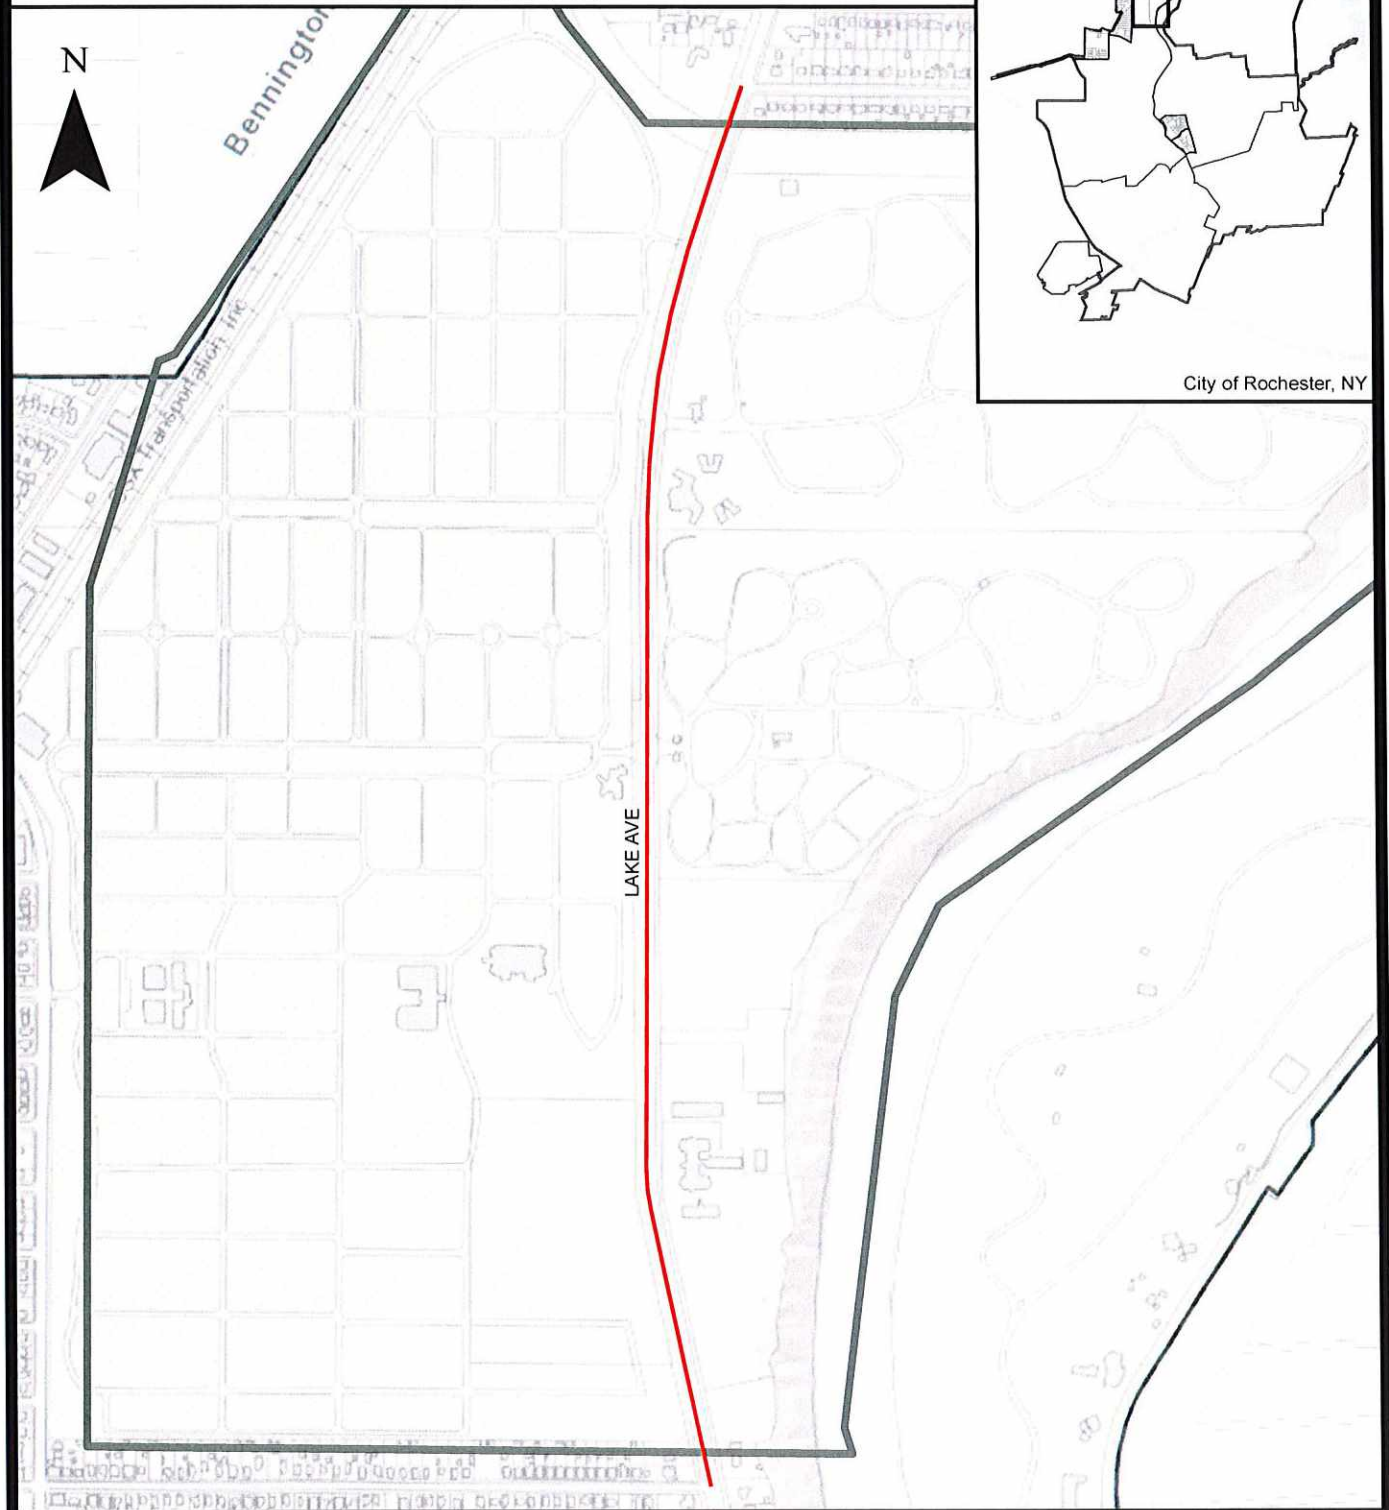 N
Bennington
City of Rochester, NY
Transportation Inc
LAKE AVE